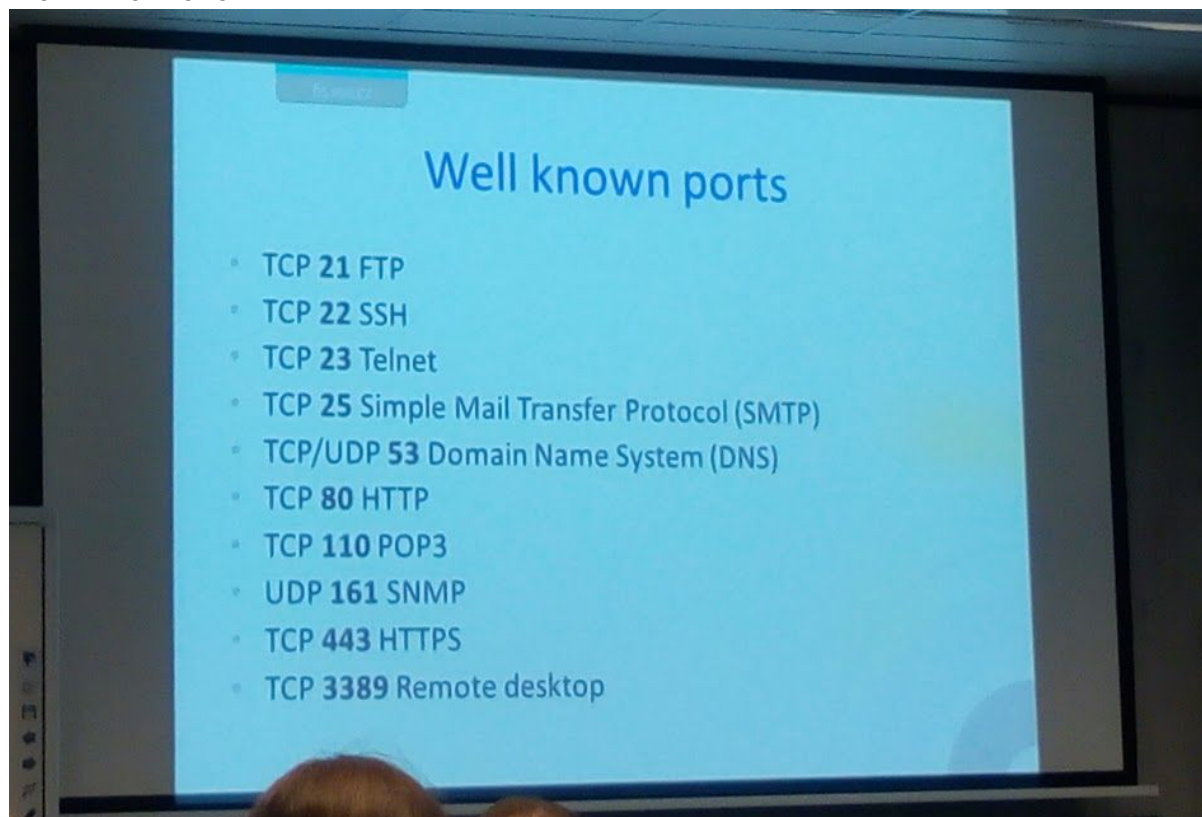 Well known ports
TCP 21 FTP
TCP 22 SSH
TCP 23 Telnet
TCP 25 Simple Mail Transfer Protocol (SMTP)
TCP/UDP 53 Domain Name System (DNS)
TCP 80 HTTP
TCP 110 POP3
UDP 161 SNMP
TCP 443 HTTPS
TCP 3389 Remote desktop